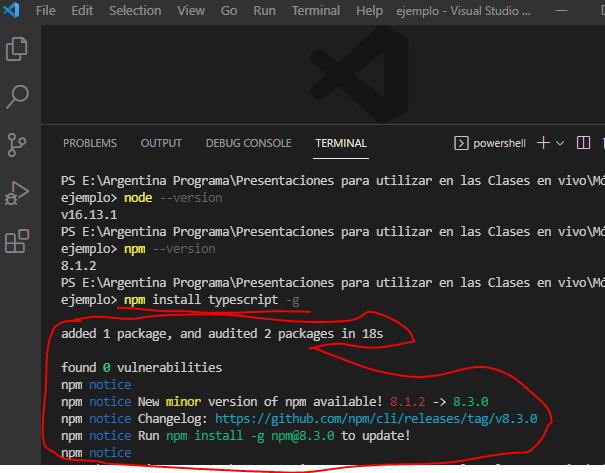 File Edit Selection View Go Run Terminal Help ejemplo - Visual Studio ...
PROBLEMS OUTPUT DEBUG CONSOLE TERMINAL powershell
PS E:\Argentina Programa\Presentaciones para utilizar en las Clases en vivo\Mó
ejemplo> node --version
v16.13.1
PS E:\Argentina Programa\Presentaciones para utilizar en las Clases en vivo\Mó
ejemplo> npm --version
8.1.2
PS E:\Argentina Programa\Presentaciones para utilizar en las Clases en vivo\Mó
ejemplo> npm install typescript -g
added 1 package, and audited 2 packages in 18s
found 0 vulnerabilities
npm notice
npm notice New minor version of npm available! 8.1.2 -> 8.3.0
npm notice Changelog: https://github.com/npm/cli/releases/tag/v8.3.0
npm notice Run npm install -g npm@8.3.0 to update!
npm notice